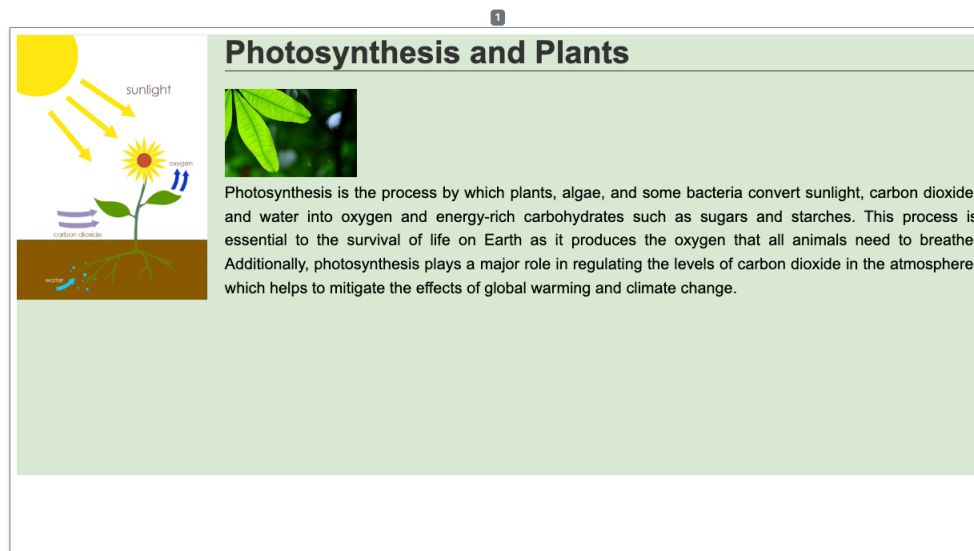 1
Photosynthesis and Plants
sunlight
oxygen
carbon dioxide
water
Photosynthesis is the process by which plants, algae, and some bacteria convert sunlight, carbon dioxide
and water into oxygen and energy-rich carbohydrates such as sugars and starches. This process is
essential to the survival of life on Earth as it produces the oxygen that all animals need to breathe
Additionally, photosynthesis plays a major role in regulating the levels of carbon dioxide in the atmosphere
which helps to mitigate the effects of global warming and climate change.